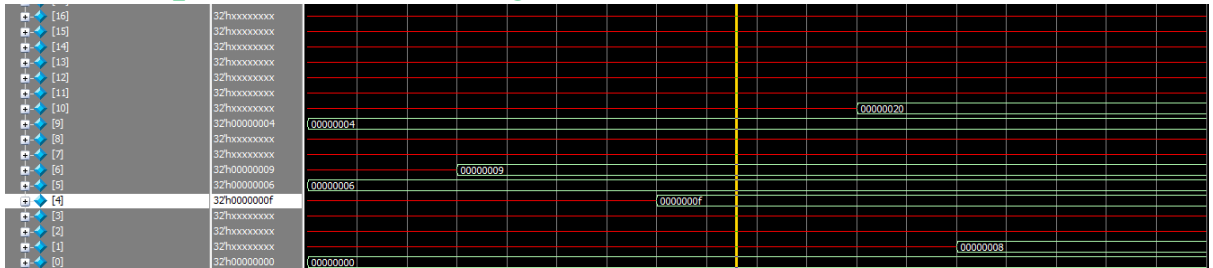 [16] 32'hxxxxxxxx
[15] 32'hxxxxxxxx
[14] 32'hxxxxxxxx
[13] 32'hxxxxxxxx
[12] 32'hxxxxxxxx
[11] 32'hxxxxxxxx
[10] 32'hxxxxxxxx 00000020
[9] 32'h00000004 00000004
[8] 32'hxxxxxxxx
[7] 32'hxxxxxxxx
[6] 32'h00000009 00000009
[5] 32'h00000006 00000006
[4] 32'h0000000f 0000000f
[3] 32'hxxxxxxxx
[2] 32'hxxxxxxxx
[1] 32'hxxxxxxxx 00000008
[0] 32'h00000000 00000000